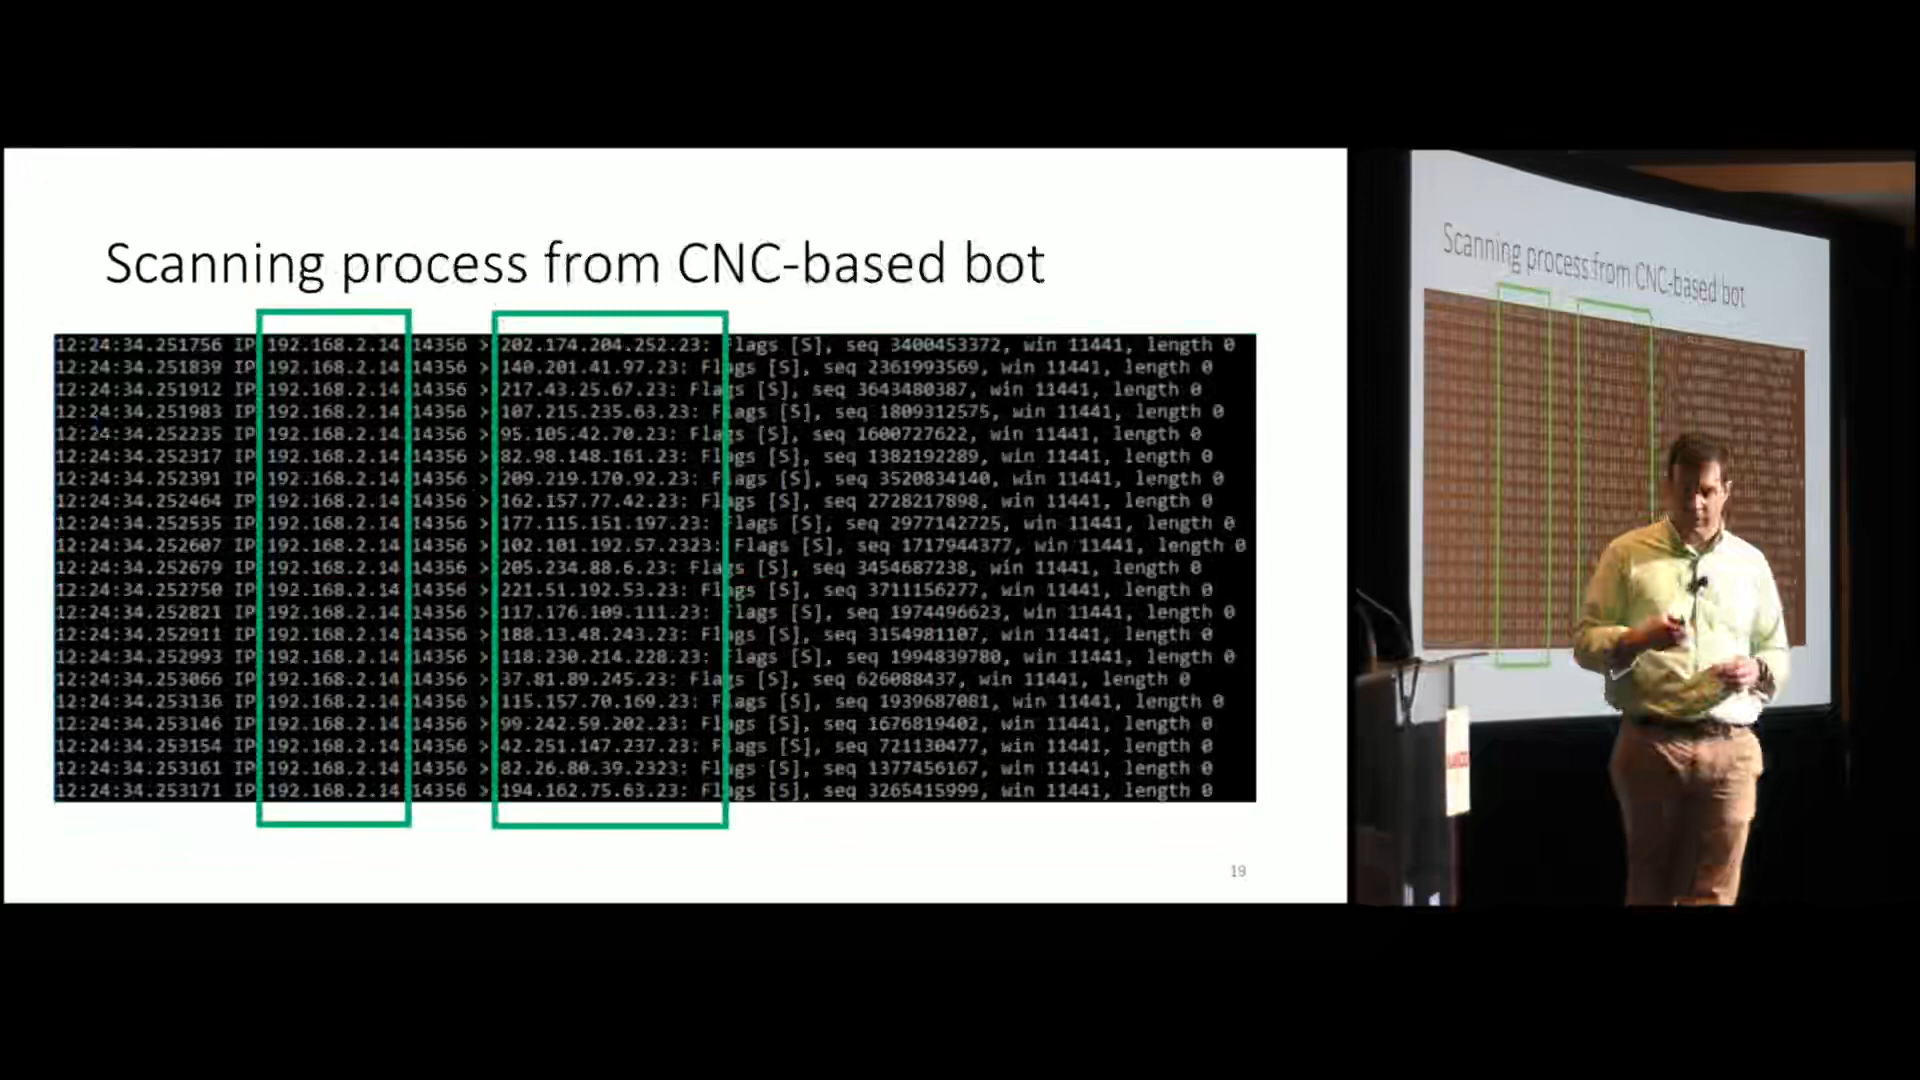 Scanning process from CNC-based bot
12:24:34.251756 IP 192.168.2.14 14356 > 202.174.204.252.23: Flags [S], seq 3400453372, win 11441, length 0
12:24:34.251839 IP 192.168.2.14 14356 > 140.201.41.97.23: Flags [S], seq 2361993569, win 11441, length 0
12:24:34.251912 IP 192.168.2.14 14356 > 217.43.25.67.23: Flags [S], seq 3643480387, win 11441, length 0
12:24:34.251983 IP 192.168.2.14 14356 > 107.215.235.63.23: Flags [S], seq 1809312575, win 11441, length 0
12:24:34.252235 IP 192.168.2.14 14356 > 95.105.42.70.23: Flags [S], seq 1600727622, win 11441, length 0
12:24:34.252317 IP 192.168.2.14 14356 > 82.98.148.161.23: Flags [S], seq 1382192289, win 11441, length 0
12:24:34.252391 IP 192.168.2.14 14356 > 209.219.170.92.23: Flags [S], seq 3520834140, win 11441, length 0
12:24:34.252464 IP 192.168.2.14 14356 > 162.157.77.42.23: Flags [S], seq 2728217898, win 11441, length 0
12:24:34.252535 IP 192.168.2.14 14356 > 177.115.151.197.23: Flags [S], seq 2977142725, win 11441, length 0
12:24:34.252607 IP 192.168.2.14 14356 > 102.101.192.57.2323: Flags [S], seq 1717944377, win 11441, length 0
12:24:34.252679 IP 192.168.2.14 14356 > 205.234.88.6.23: Flags [S], seq 3454687238, win 11441, length 0
12:24:34.252750 IP 192.168.2.14 14356 > 221.51.192.53.23: Flags [S], seq 3711156277, win 11441, length 0
12:24:34.252821 IP 192.168.2.14 14356 > 117.176.109.111.23: Flags [S], seq 1974496623, win 11441, length 0
12:24:34.252911 IP 192.168.2.14 14356 > 188.13.48.243.23: Flags [S], seq 3154981107, win 11441, length 0
12:24:34.252993 IP 192.168.2.14 14356 > 118.230.214.228.23: Flags [S], seq 1994839780, win 11441, length 0
12:24:34.253066 IP 192.168.2.14 14356 > 37.81.89.245.23: Flags [S], seq 626088437, win 11441, length 0
12:24:34.253136 IP 192.168.2.14 14356 > 115.157.70.169.23: Flags [S], seq 1939687081, win 11441, length 0
12:24:34.253146 IP 192.168.2.14 14356 > 99.242.59.202.23: Flags [S], seq 1676819402, win 11441, length 0
12:24:34.253154 IP 192.168.2.14 14356 > 42.251.147.237.23: Flags [S], seq 721130477, win 11441, length 0
12:24:34.253161 IP 192.168.2.14 14356 > 82.26.80.39.2323: Flags [S], seq 1377456167, win 11441, length 0
12:24:34.253171 IP 192.168.2.14 14356 > 194.162.75.63.23: Flags [S], seq 3265415999, win 11441, length 0
19
Scanning process from CNC-based bot